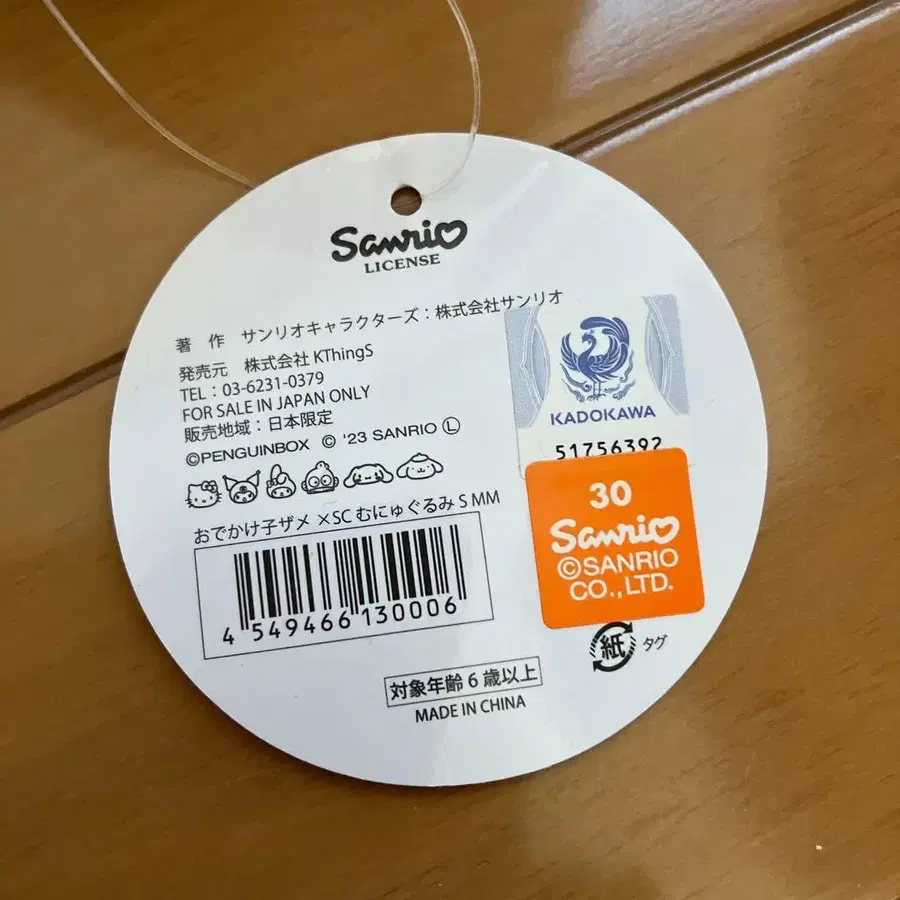 Sanrio
LICENSE
著　作　サンリオキャラクターズ：株式会社サンリオ
発売元　株式会社 KThingS
TEL : 03-6231-0379
FOR SALE IN JAPAN ONLY
販売地域：日本限定
©PENGUINBOX © '23 SANRIO Ⓛ
おでかけ子ザメ ×SC むにゅぐるみ S MM
4 549466 130006
KADOKAWA
51756392
30
Sanrio
©SANRIO
CO.,LTD.
紙 タグ
対象年齢 6 歳以上
MADE IN CHINA